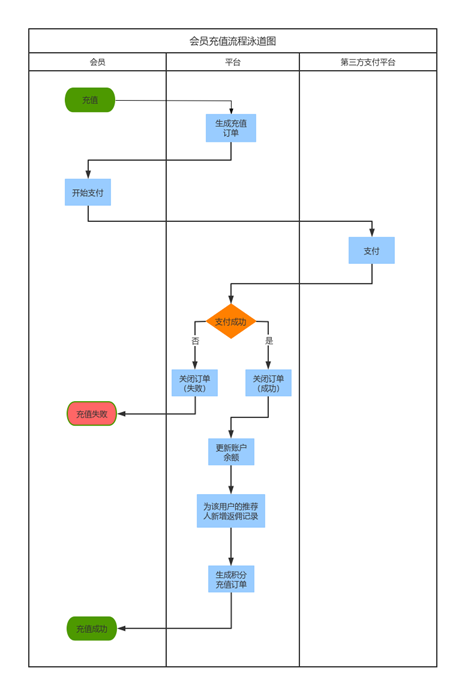 会员充值流程泳道图
会员
平台
第三方支付平台
充值
生成充值
订单
开始支付
支付
支付成功
否
是
关闭订单
（失败）
关闭订单
（成功）
充值失败
更新账户
余额
为该用户的推荐
人新增返佣记录
生成积分
充值订单
充值成功